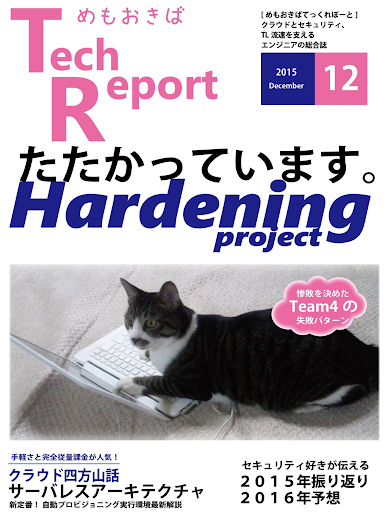 めもおきば
Tech
Report
[ めもおきばてっくれぽーと ]
クラウドとセキュリティ、
TL 流速を支える
エンジニアの総合誌
2015
December
12
たたかっています。
Hardening
project
惨敗を決めた
Team4 の
失敗パターン
手軽さと完全従量課金が人気！
クラウド四方山話
サーバレスアーキテクチャ
新定番！ 自動プロビジョニング実行環境最新解説
セキュリティ好きが伝える
2015年振り返り
2016年予想